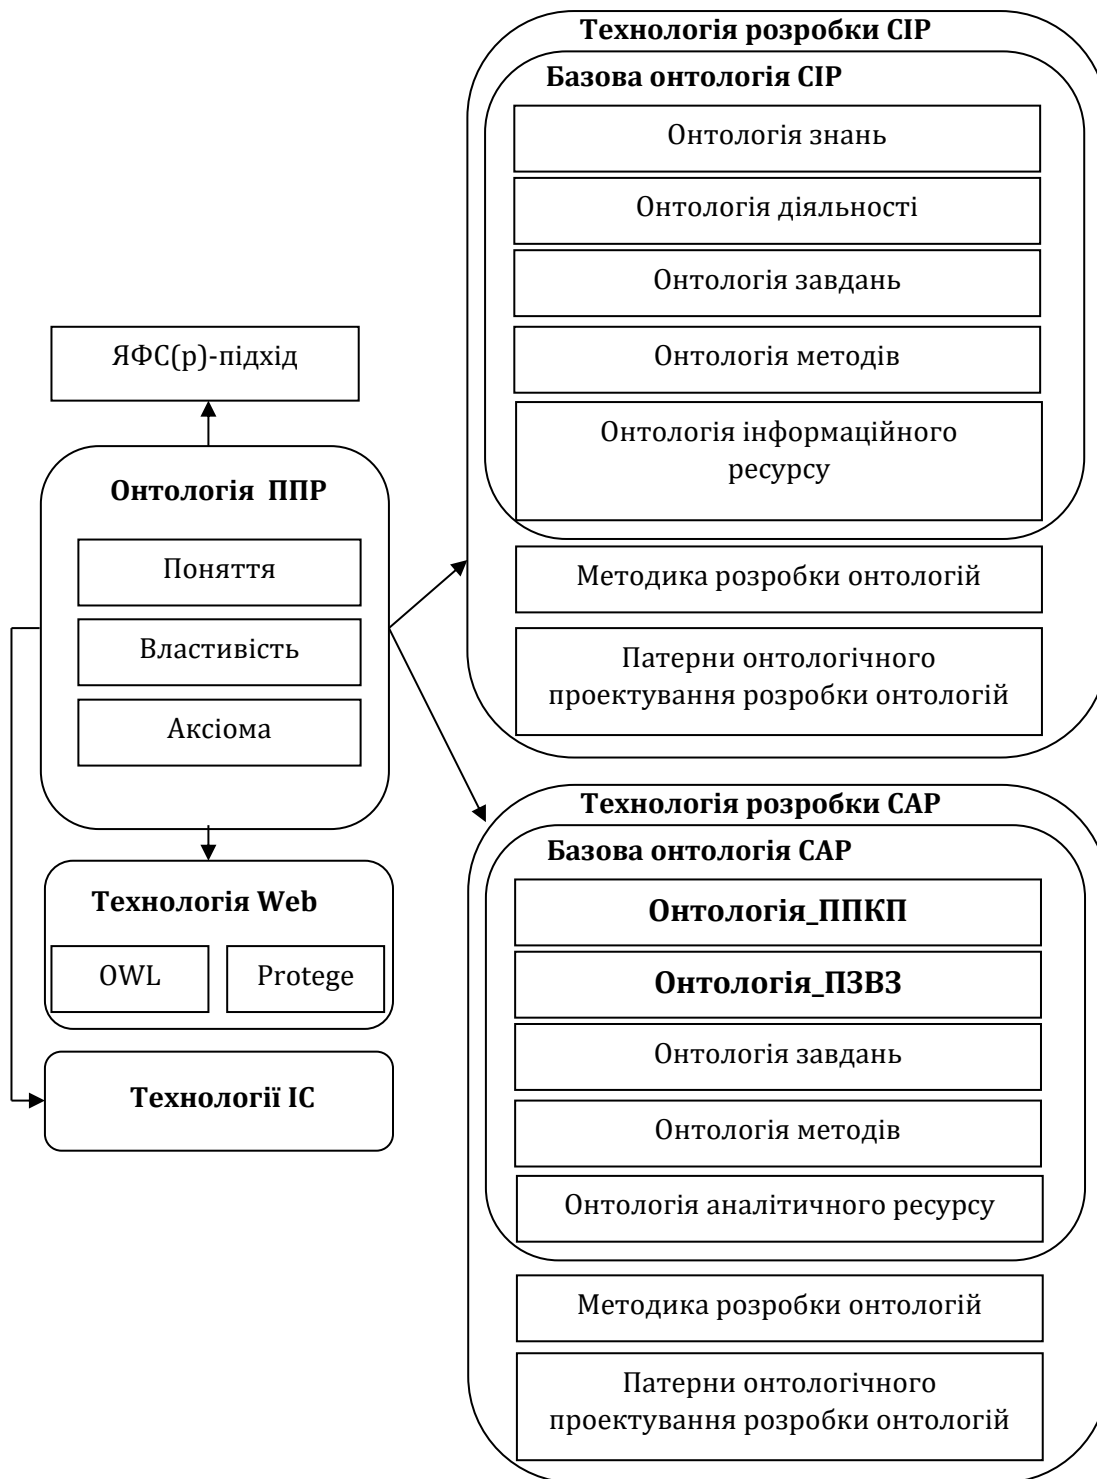 Технологія розробки СІР
Базова онтологія СІР
Онтологія знань
Онтологія діяльності
Онтологія завдань
Онтологія методів
Онтологія інформаційного
ресурсу
Методика розробки онтологій
Патерни онтологічного
проектування розробки онтологій
ЯФС(р)-підхід
Онтологія ППР
Поняття
Властивість
Аксіома
Технологія Web
OWL
Protege
Технології ІС
Технологія розробки САР
Базова онтологія САР
Онтологія_ППКП
Онтологія_ПЗВЗ
Онтологія завдань
Онтологія методів
Онтологія аналітичного ресурсу
Методика розробки онтологій
Патерни онтологічного
проектування розробки онтологій